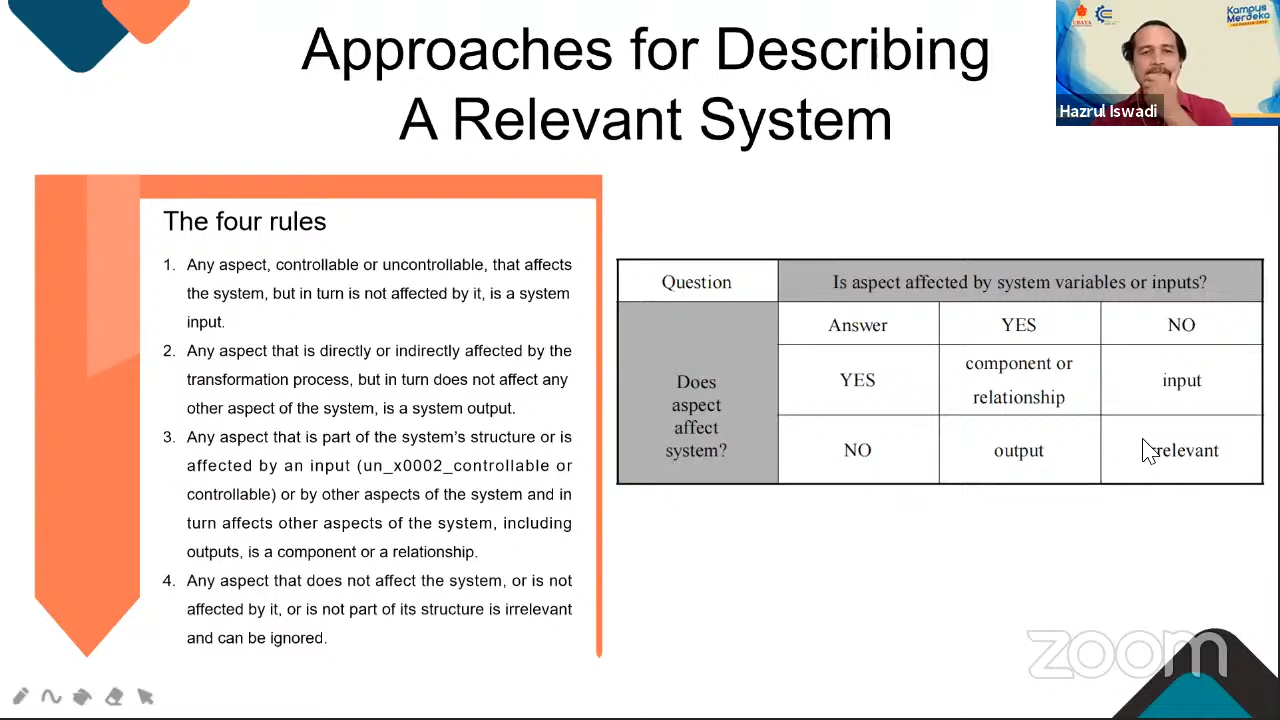 Approaches for Describing
A Relevant System
UBAYA
Kampus
Merdeka
Hazrul Iswadi
The four rules
1. Any aspect, controllable or uncontrollable, that affects
the system, but in turn is not affected by it, is a system
input.
2. Any aspect that is directly or indirectly affected by the
transformation process, but in turn does not affect any
other aspect of the system, is a system output.
3. Any aspect that is part of the system’s structure or is
affected by an input (un_x0002_controllable or
controllable) or by other aspects of the system and in
turn affects other aspects of the system, including
outputs, is a component or a relationship.
4. Any aspect that does not affect the system, or is not
affected by it, or is not part of its structure is irrelevant
and can be ignored.
Question Is aspect affected by system variables or inputs?
Answer YES NO
Does
aspect
affect
system?
YES component or
relationship
input
NO output irrelevant
zoom